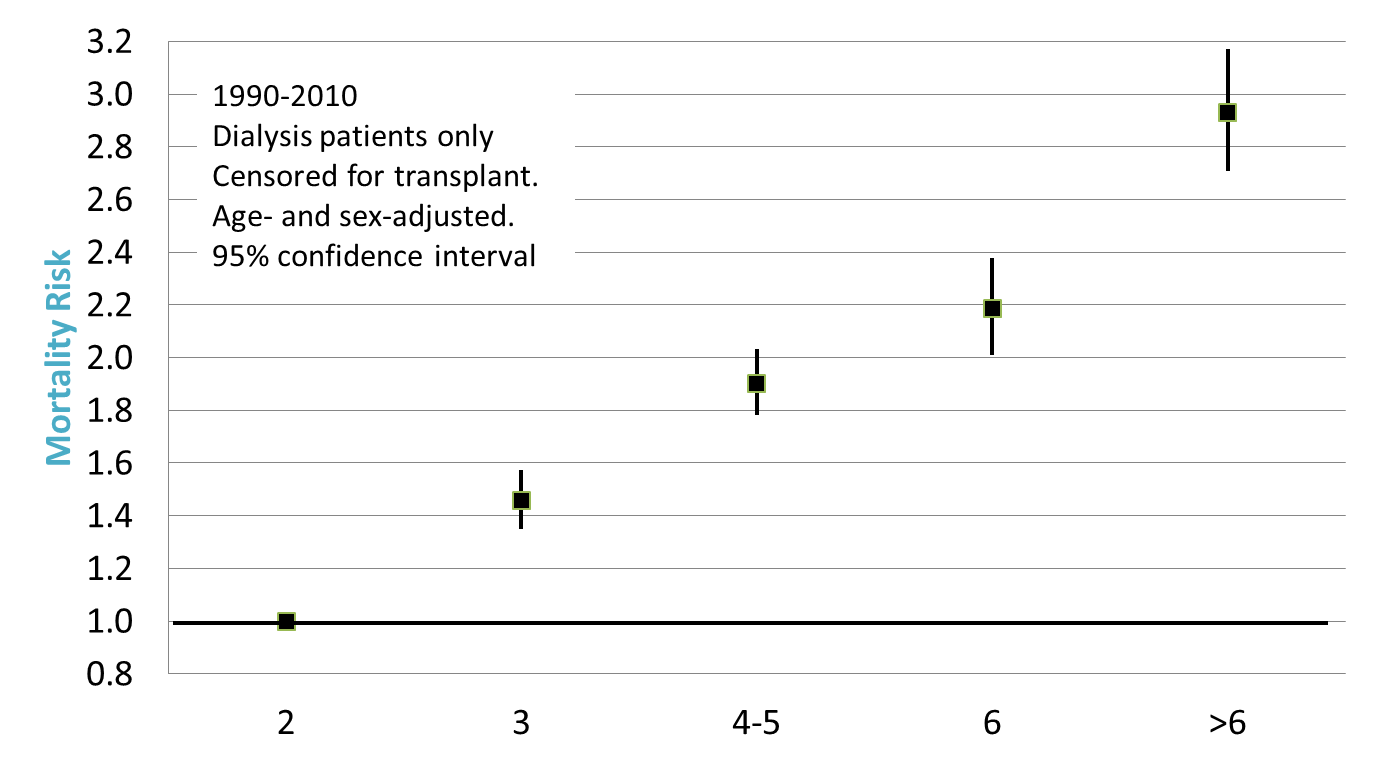 3.2
3.0
2.8
2.6
2.4
2.2
2.0
1.8
1.6
1.4
1.2
1.0
0.8
Mortality Risk
1990-2010
Dialysis patients only
Censored for transplant.
Age- and sex-adjusted.
95% confidence interval
2 3 4-5 6 >6